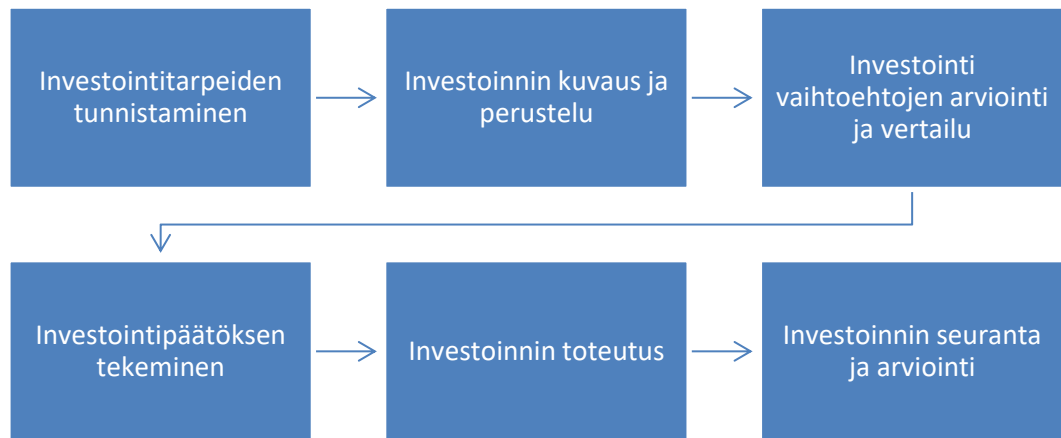 Investointitarpeiden
tunnistaminen
Investoinnin kuvaus ja
perustelu
Investointi
vaihtoehtojen arviointi
ja vertailu
Investointipäätöksen
tekeminen
Investoinnin toteutus
Investoinnin seuranta
ja arviointi